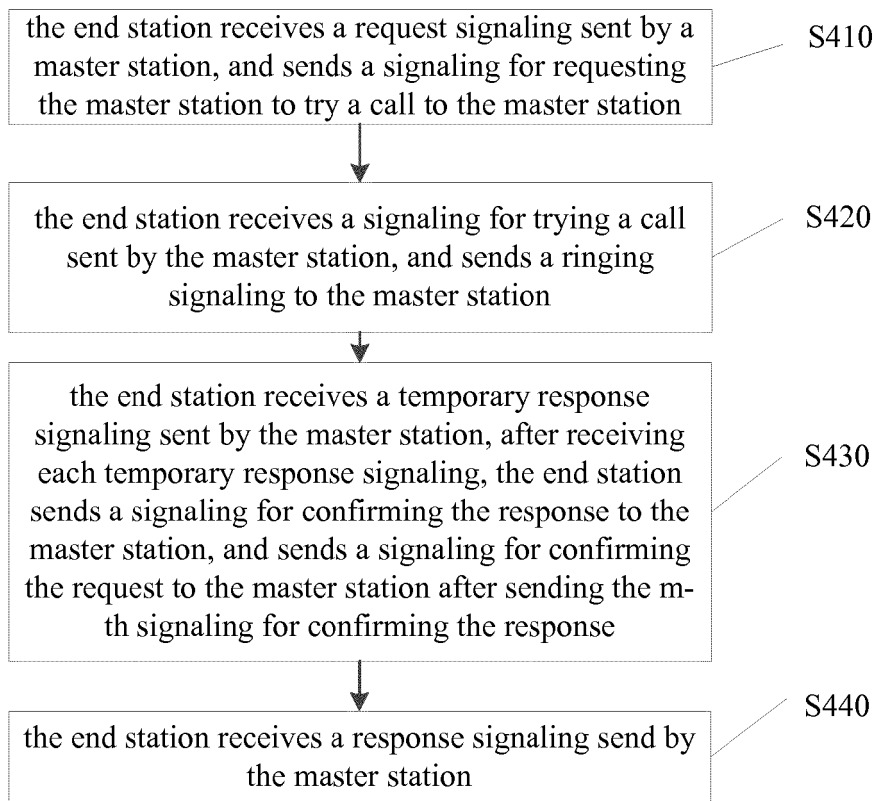 the end station receives a request signaling sent by a
master station, and sends a signaling for requesting
the master station to try a call to the master station
S410
the end station receives a signaling for trying a call
sent by the master station, and sends a ringing
signaling to the master station
S420
the end station receives a temporary response
signaling sent by the master station, after receiving
each temporary response signaling, the end station
sends a signaling for confirming the response to the
master station, and sends a signaling for confirming
the request to the master station after sending the m-
th signaling for confirming the response
S430
the end station receives a response signaling send by
the master station
S440